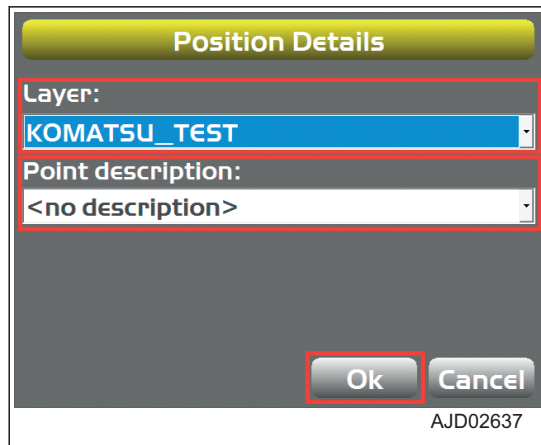 Position Details
Layer:
KOMATSU_TEST
Point description:
<no description>
Ok Cancel
AJD02637